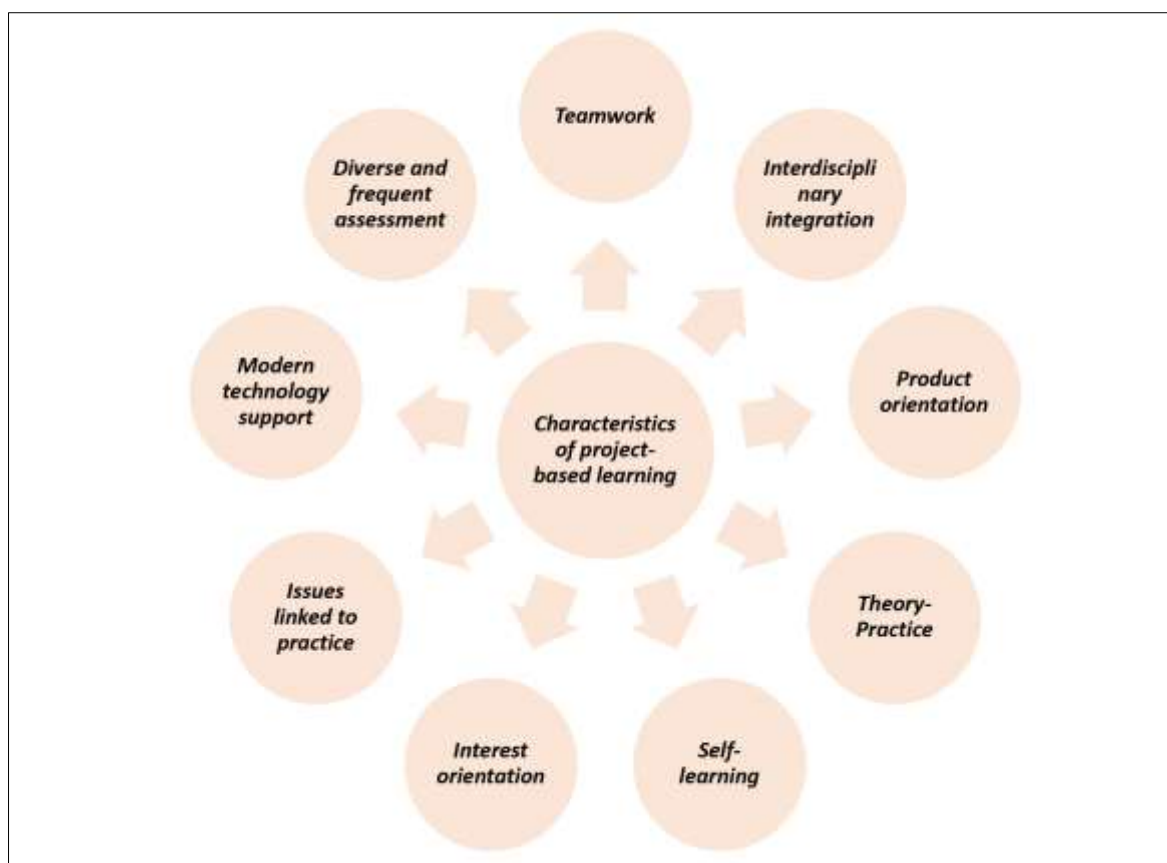 Teamwork
Interdiscipli
nary
integration
Product
orientation
Theory-
Practice
Self-
learning
Interest
orientation
Issues
linked to
practice
Modern
technology
support
Diverse and
frequent
assessment
Characteristics
of project-
based learning